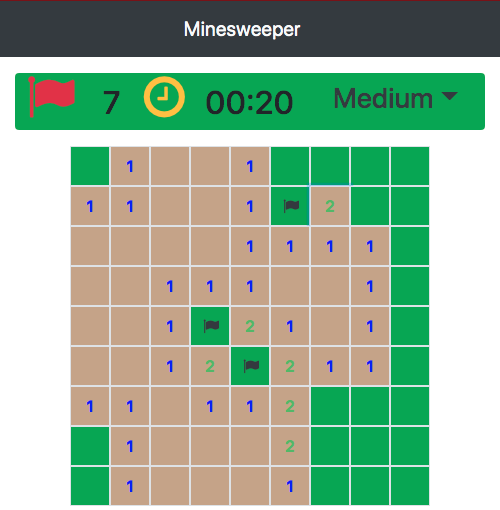 Minesweeper
7 00:20 Medium
1 1
1 1 1 2
1 1 1 1
1 1 1 1
1 2 1 1
1 2 2 1 1
1 1 1 1 2
1 2
1 1